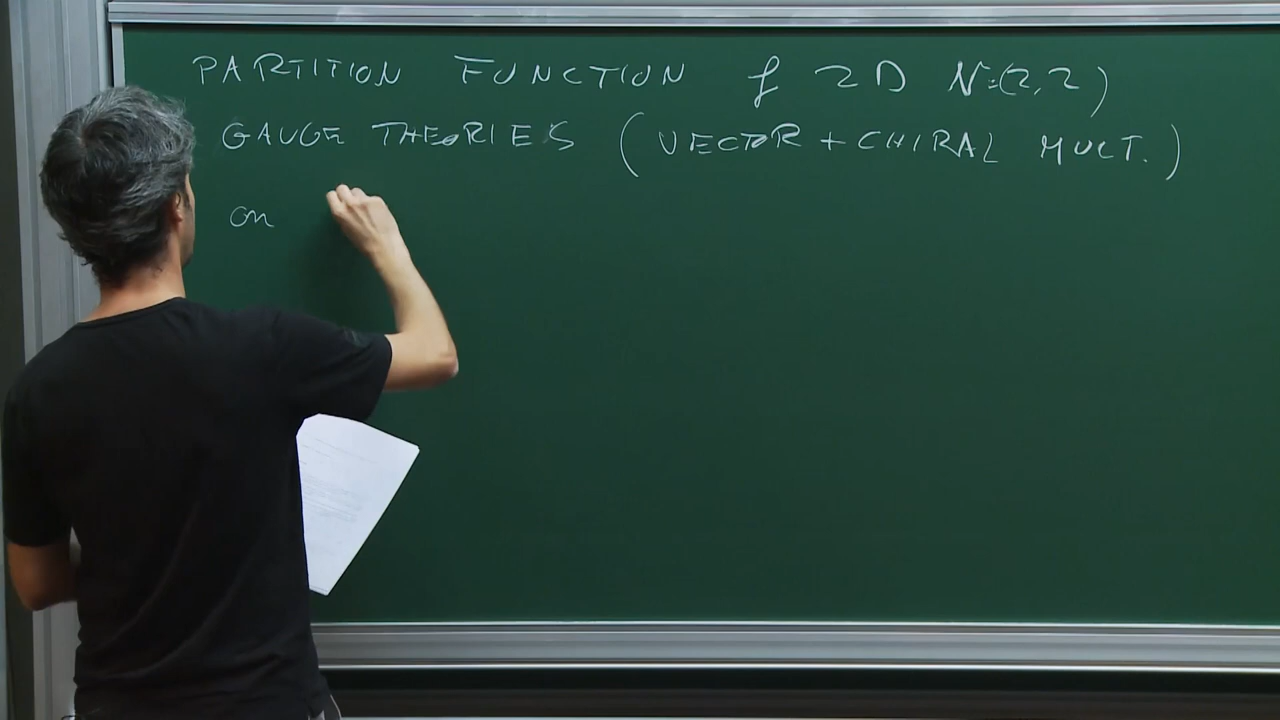 PARTITION FUNCTION of 2D N=(2,2)
GAUGE THEORIES (VECTOR + CHIRAL MULT.)
on